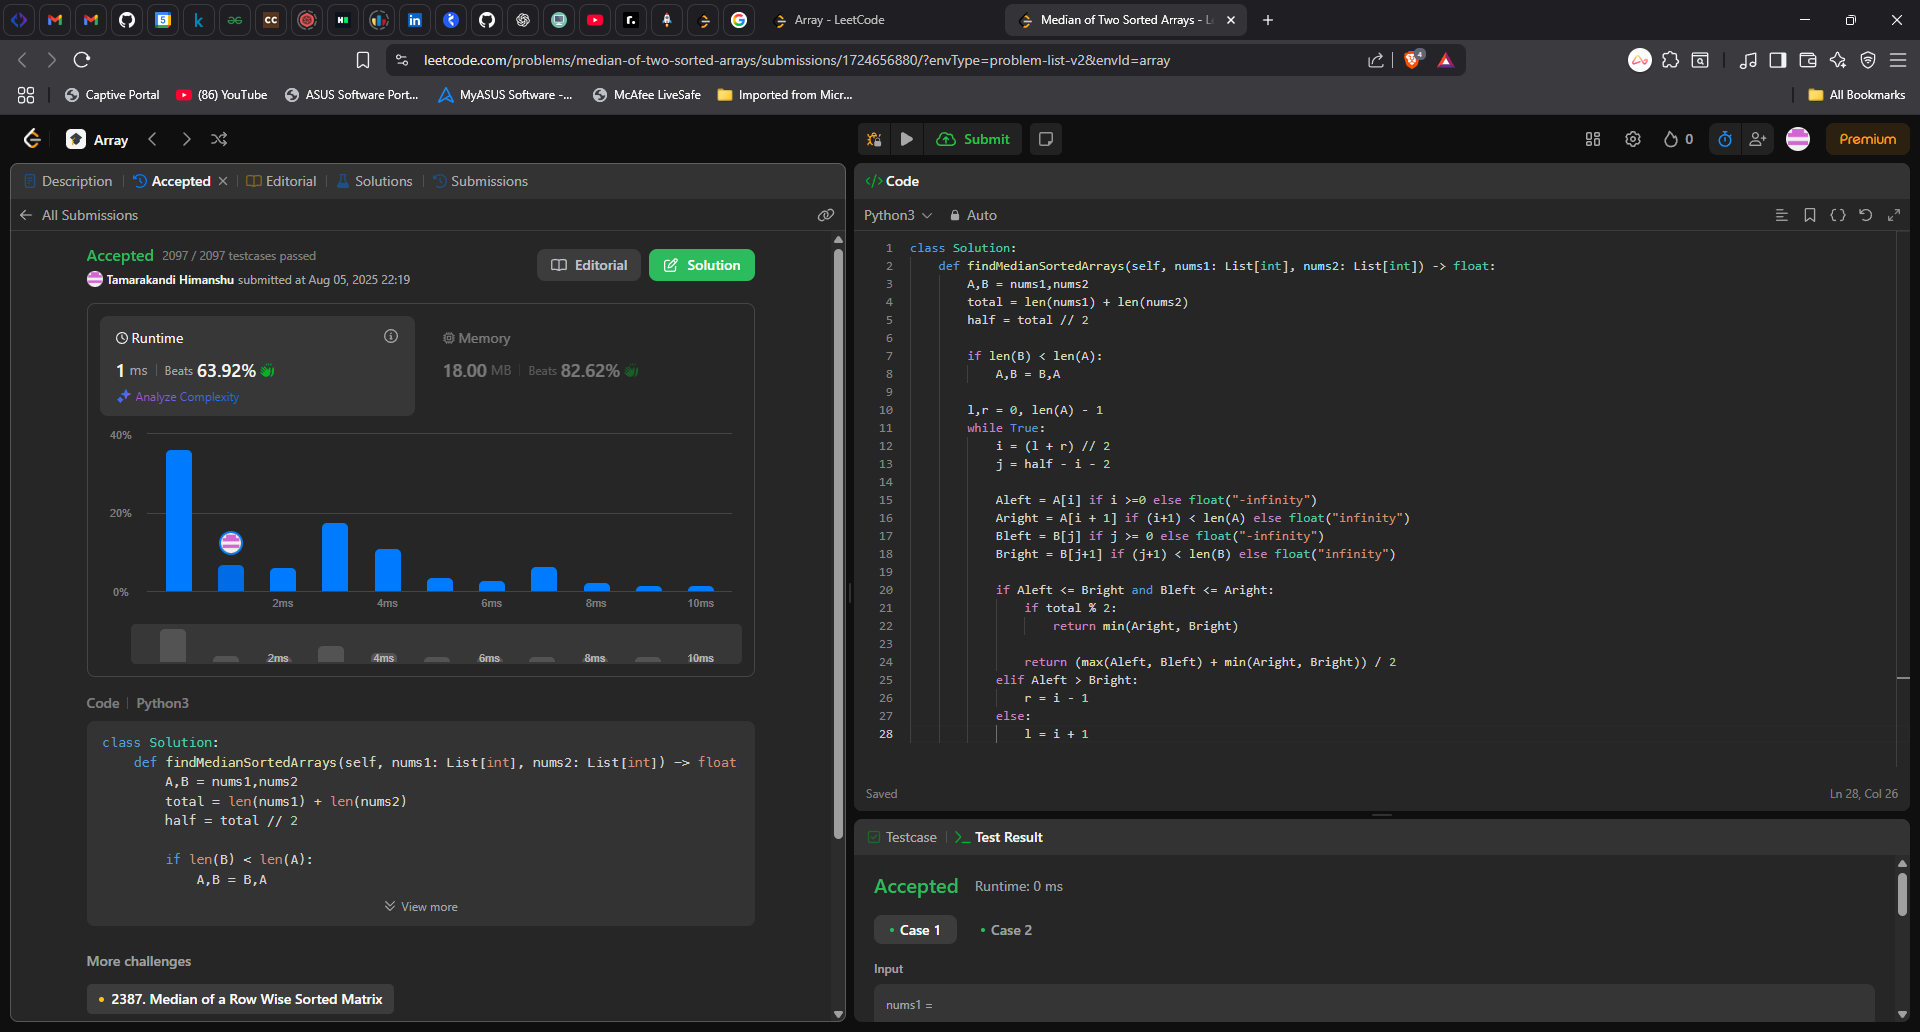 Array - LeetCode
Median of Two Sorted Arrays - L
leetcode.com/problems/median-of-two-sorted-arrays/submissions/1724656880/?envType=problem-list-v2&envId=array
4
Captive Portal
(86) YouTube
ASUS Software Port...
MyASUS Software -...
McAfee LiveSafe
Imported from Micr...
All Bookmarks
Array
Submit
0
Premium
Description
Accepted
Editorial
Solutions
Submissions
All Submissions
Accepted 2097 / 2097 testcases passed
Tamarakandi Himanshu submitted at Aug 05, 2025 22:19
Editorial
Solution
Runtime
1 ms Beats 63.92%
Analyze Complexity
Memory
18.00 MB Beats 82.62%
40%
20%
0%
2ms 4ms 6ms 8ms 10ms
2ms 4ms 6ms 8ms 10ms
Code Python3
class Solution:
def findMedianSortedArrays(self, nums1: List[int], nums2: List[int]) -> float
A,B = nums1,nums2
total = len(nums1) + len(nums2)
half = total // 2
if len(B) < len(A):
A,B = B,A
View more
More challenges
2387. Median of a Row Wise Sorted Matrix
Code
Python3
Auto
1 class Solution:
2 def findMedianSortedArrays(self, nums1: List[int], nums2: List[int]) -> float:
3 A,B = nums1,nums2
4 total = len(nums1) + len(nums2)
5 half = total // 2
6
7 if len(B) < len(A):
8 A,B = B,A
9
10 l,r = 0, len(A) - 1
11 while True:
12 i = (l + r) // 2
13 j = half - i - 2
14
15 Aleft = A[i] if i >=0 else float("-infinity")
16 Aright = A[i + 1] if (i+1) < len(A) else float("infinity")
17 Bleft = B[j] if j >= 0 else float("-infinity")
18 Bright = B[j+1] if (j+1) < len(B) else float("infinity")
19
20 if Aleft <= Bright and Bleft <= Aright:
21 if total % 2:
22 return min(Aright, Bright)
23
24 return (max(Aleft, Bleft) + min(Aright, Bright)) / 2
25 elif Aleft > Bright:
26 r = i - 1
27 else:
28 l = i + 1
Saved
Ln 28, Col 26
Testcase
Test Result
Accepted Runtime: 0 ms
Case 1
Case 2
Input
nums1 =